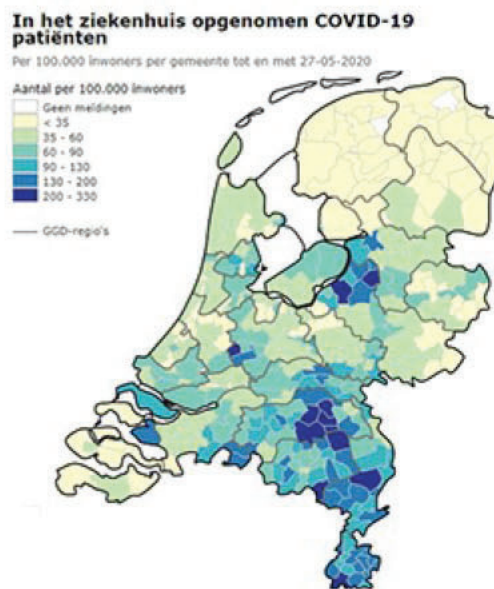 In het ziekenhuis opgenomen COVID-19
patiënten
Per 100.000 inwoners per gemeente tot en met 27-05-2020
Aantal per 100.000 inwoners
Geen meldingen
< 35
35 - 60
60 - 90
90 - 130
130 - 200
200 - 330
GGD-regio's